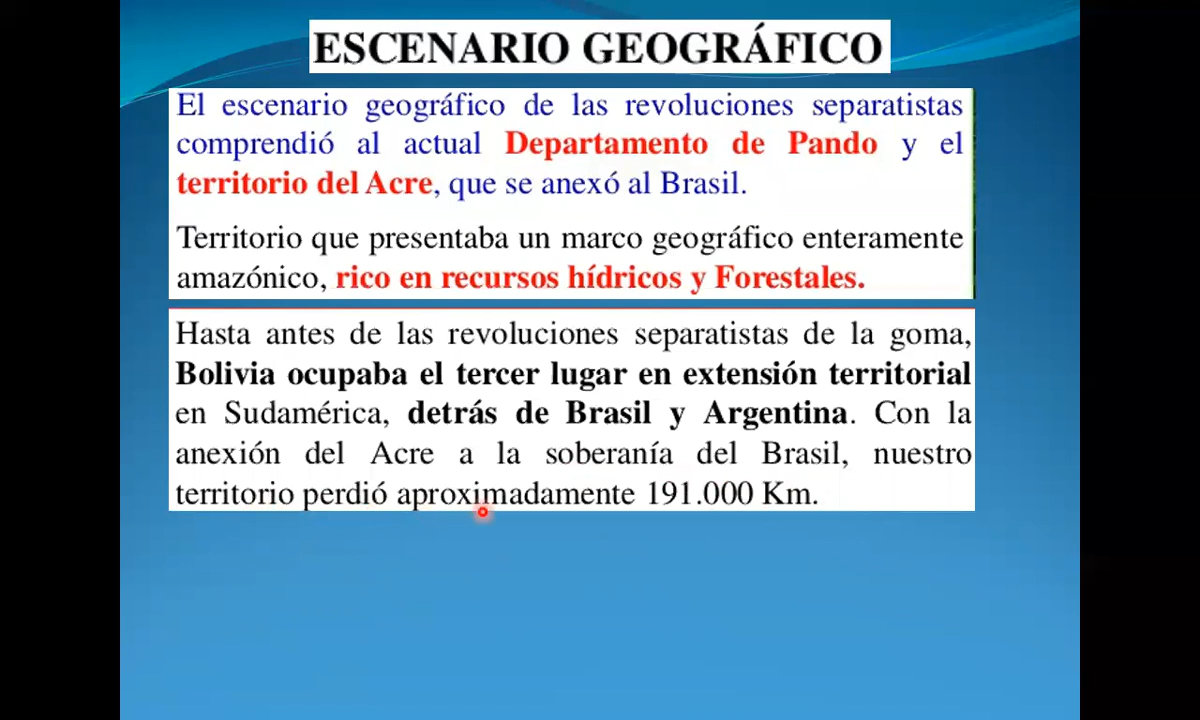 ESCENARIO GEOGRÁFICO
El escenario geográfico de las revoluciones separatistas
comprendió al actual Departamento de Pando y el
territorio del Acre, que se anexó al Brasil.
Territorio que presentaba un marco geográfico enteramente
amazónico, rico en recursos hídricos y Forestales.
Hasta antes de las revoluciones separatistas de la goma,
Bolivia ocupaba el tercer lugar en extensión territorial
en Sudamérica, detrás de Brasil y Argentina. Con la
anexión del Acre a la soberanía del Brasil, nuestro
territorio perdió aproximadamente 191.000 Km.